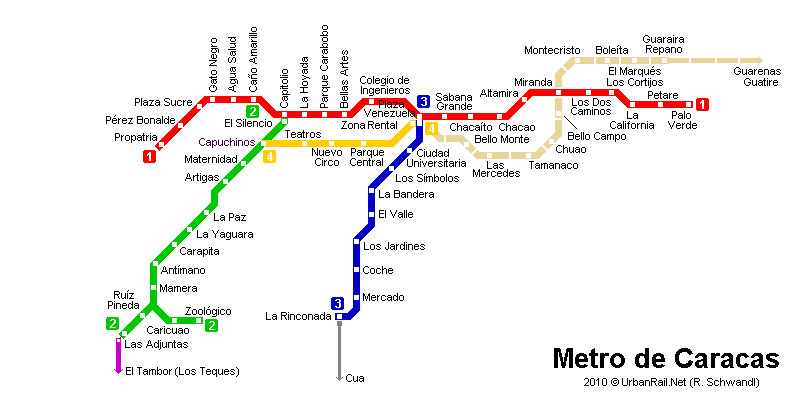 Gato Negro
Agua Salud
Caño Amarillo
Capitolio
La Hoyada
Parque Carabobo
Bellas Artes
Colegio de
Ingenieros
Montecristo
Boleíta
Guaraira
Repano
El Marqués
Los Cortijos
Guarenas
Guatire
Miranda
Altamira
Petare
Plaza Sucre
2
Plaza
Venezuela
3
Sabana
Grande
Los Dos
Caminos
1
Pérez Bonalde
El Silencio
Zona Rental
Chacaíto
Chacao
La
California
Palo
Verde
Propatria
1
Capuchinos
Teatros
4
4
Bello Monte
Bello Campo
Chuao
Maternidad
4
Nuevo
Circo
Parque
Central
Ciudad
Universitaria
Las
Mercedes
Tamanaco
Artigas
Los Símbolos
La Bandera
La Paz
El Valle
La Yaguara
Carapita
Los Jardines
Antímano
Coche
Mamera
Ruíz
Pineda
Mercado
3
Zoológico
La Rinconada
2
Caricuao
2
Las Adjuntas
El Tambor (Los Teques)
Cua
Metro de Caracas
2010 © UrbanRail.Net (R. Schwandl)